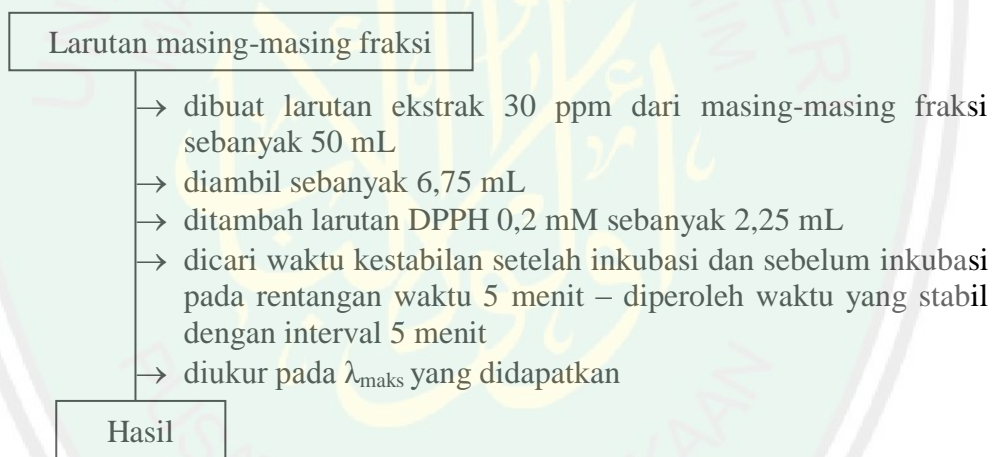 Larutan masing-masing fraksi
→ dibuat larutan ekstrak 30 ppm dari masing-masing fraksi
sebanyak 50 mL
→ diambil sebanyak 6,75 mL
→ ditambah larutan DPPH 0,2 mM sebanyak 2,25 mL
→ dicari waktu kestabilan setelah inkubasi dan sebelum inkubasi
pada rentangan waktu 5 menit – diperoleh waktu yang stabil
dengan interval 5 menit
→ diukur pada λmaks yang didapatkan
Hasil